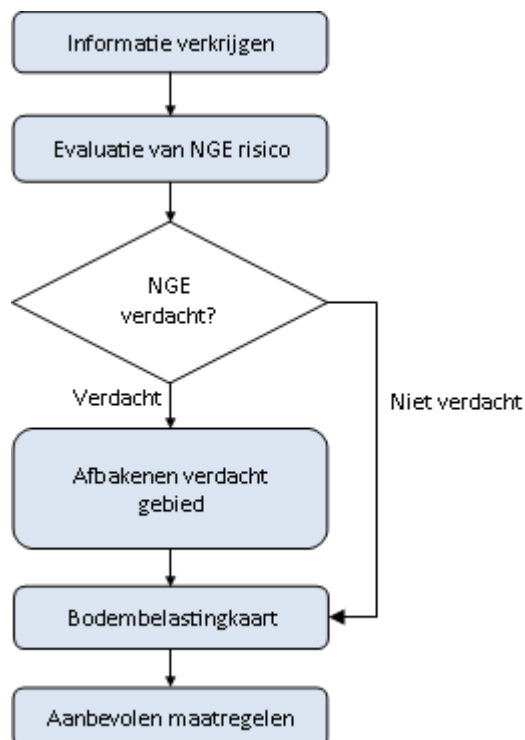 Informatie verkrijgen
Evaluatie van NGE risico
NGE
verdacht?
Verdacht
Niet verdacht
Afbakenen verdacht
gebied
Bodembelastingkaart
Aanbevolen maatregelen